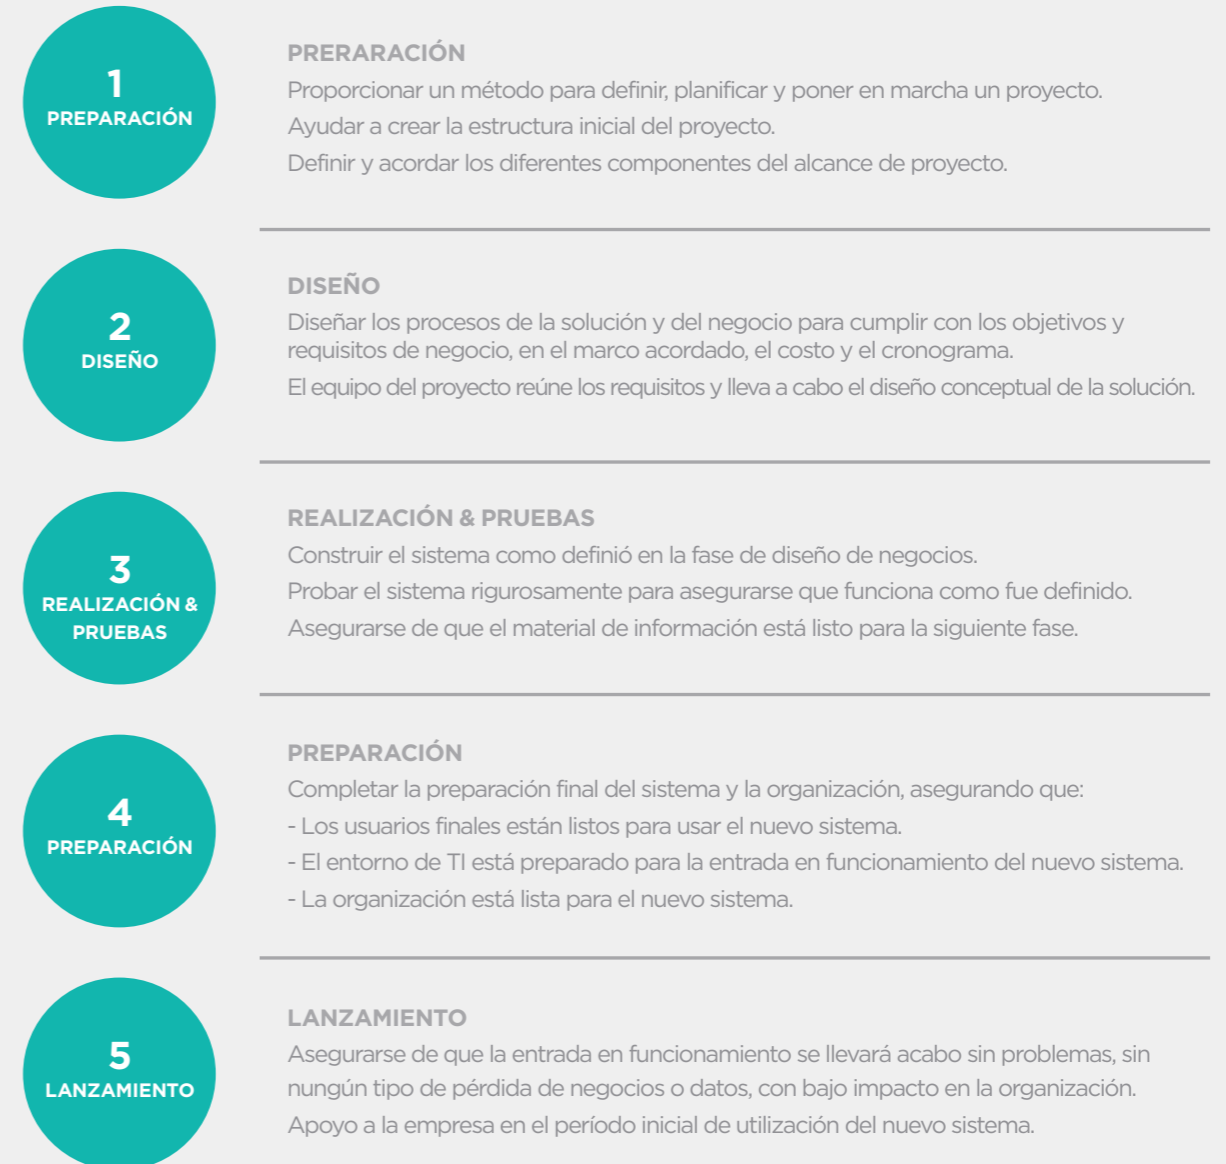 1
PREPARACIÓN
PRERARACIÓN
Proporcionar un método para definir, planificar y poner en marcha un proyecto.
Ayudar a crear la estructura inicial del proyecto.
Definir y acordar los diferentes componentes del alcance de proyecto.
2
DISEÑO
DISEÑO
Diseñar los procesos de la solución y del negocio para cumplir con los objetivos y
requisitos de negocio, en el marco acordado, el costo y el cronograma.
El equipo del proyecto reúne los requisitos y lleva a cabo el diseño conceptual de la solución.
3
REALIZACIÓN &
PRUEBAS
REALIZACIÓN & PRUEBAS
Construir el sistema como definió en la fase de diseño de negocios.
Probar el sistema rigurosamente para asegurarse que funciona como fue definido.
Asegurarse de que el material de información está listo para la siguiente fase.
4
PREPARACIÓN
PREPARACIÓN
Completar la preparación final del sistema y la organización, asegurando que:
- Los usuarios finales están listos para usar el nuevo sistema.
- El entorno de TI está preparado para la entrada en funcionamiento del nuevo sistema.
- La organización está lista para el nuevo sistema.
5
LANZAMIENTO
LANZAMIENTO
Asegurarse de que la entrada en funcionamiento se llevará acabo sin problemas, sin
nungún tipo de pérdida de negocios o datos, con bajo impacto en la organización.
Apoyo a la empresa en el período inicial de utilización del nuevo sistema.